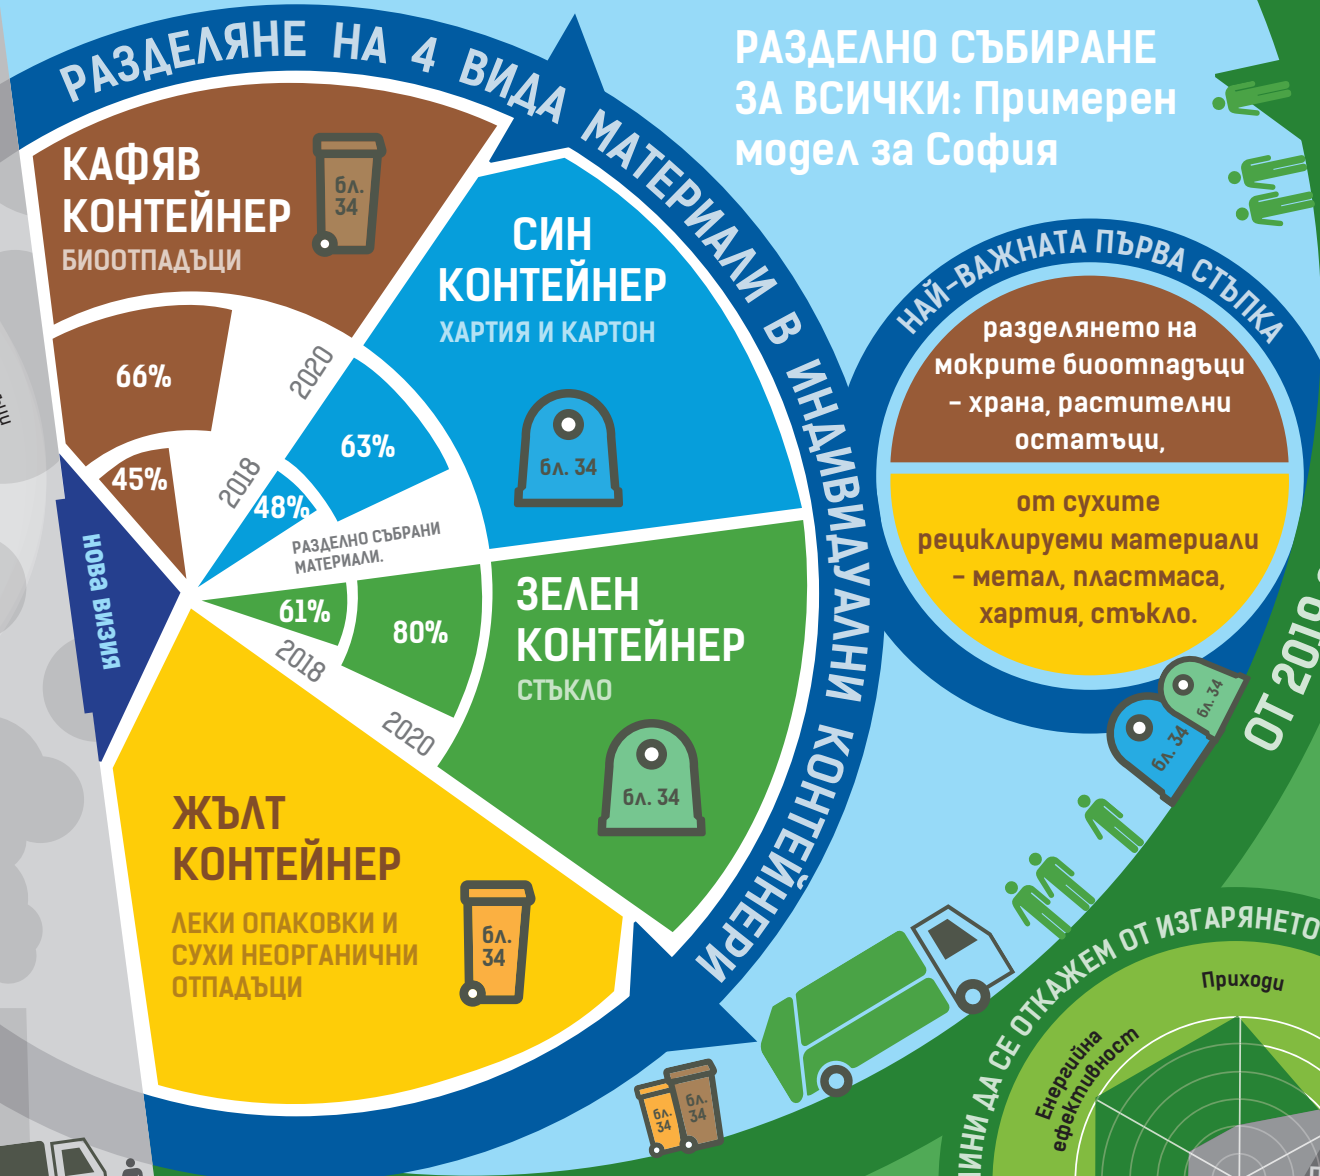 РАЗДЕЛЯНЕ НА 4 ВИДА МАТЕРИАЛИ В ИНДИВИДУАЛНИ КОНТЕЙНЕРИ
РАЗДЕЛНО СЪБИРАНЕ
ЗА ВСИЧКИ: Примерен
модел за София
КАФЯВ
КОНТЕЙНЕР
БИООТПАДЪЦИ
бл.
34
66%
45%
2020
2018
СИН
КОНТЕЙНЕР
ХАРТИЯ И КАРТОН
бл. 34
63%
48%
РАЗДЕЛНО СЪБРАНИ
МАТЕРИАЛИ.
ЗЕЛЕН
КОНТЕЙНЕР
СТЪКЛО
бл. 34
61%
80%
2018
2020
нова визия
ЖЪЛТ
КОНТЕЙНЕР
ЛЕКИ ОПАКОВКИ И
СУХИ НЕОРГАНИЧНИ
ОТПАДЪЦИ
бл.
34
НАЙ-ВАЖНАТА ПЪРВА СТЪПКА
разделянето на
мокрите биоотпадъци
- храна, растителни
остатъци,
от сухите
рециклируеми материали
- метал, пластмаса,
хартия, стъкло.
бл. 34
бл. 34
ОТ 2019
бл.
34
бл.
34
ДА СЕ ОТКАЖЕМ ОТ ИЗГАРЯНЕТО
Приходи
Енергийна
ефективност